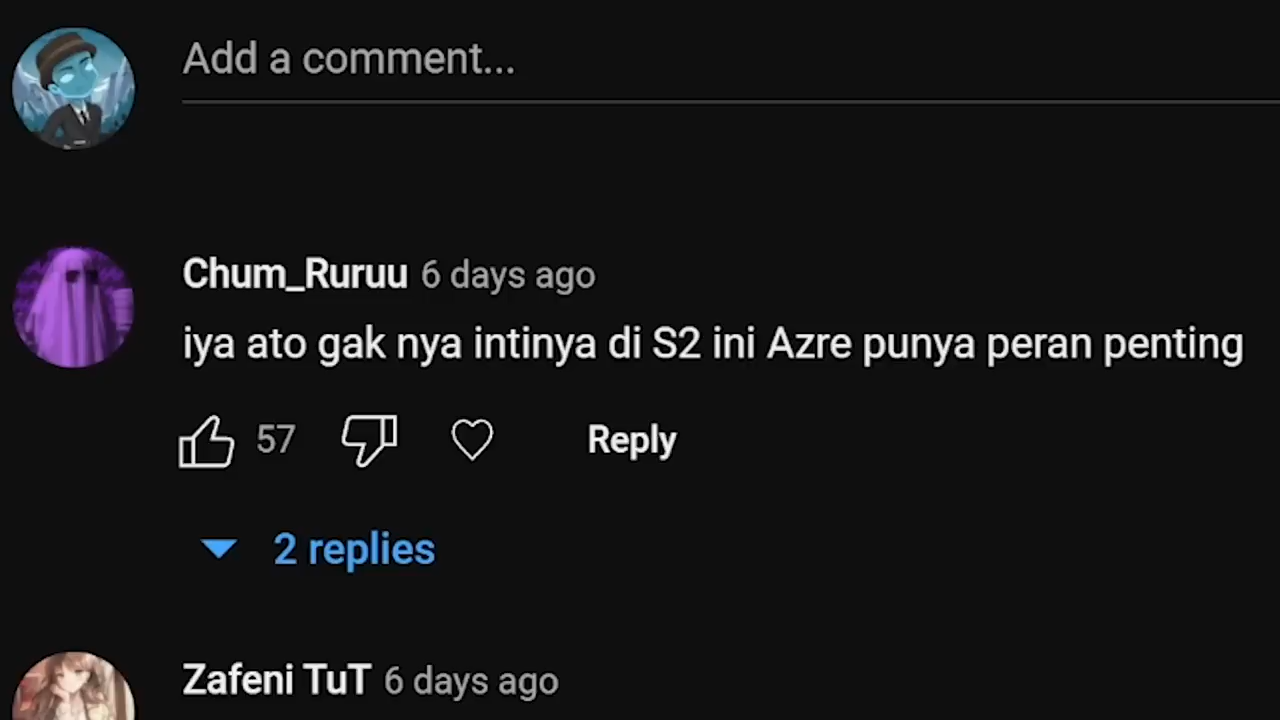 Add a comment...
Chum_Ruruu 6 days ago
iya ato gak nya intinya di S2 ini Azre punya peran penting
57 Reply
2 replies
Zafeni TuT 6 days ago